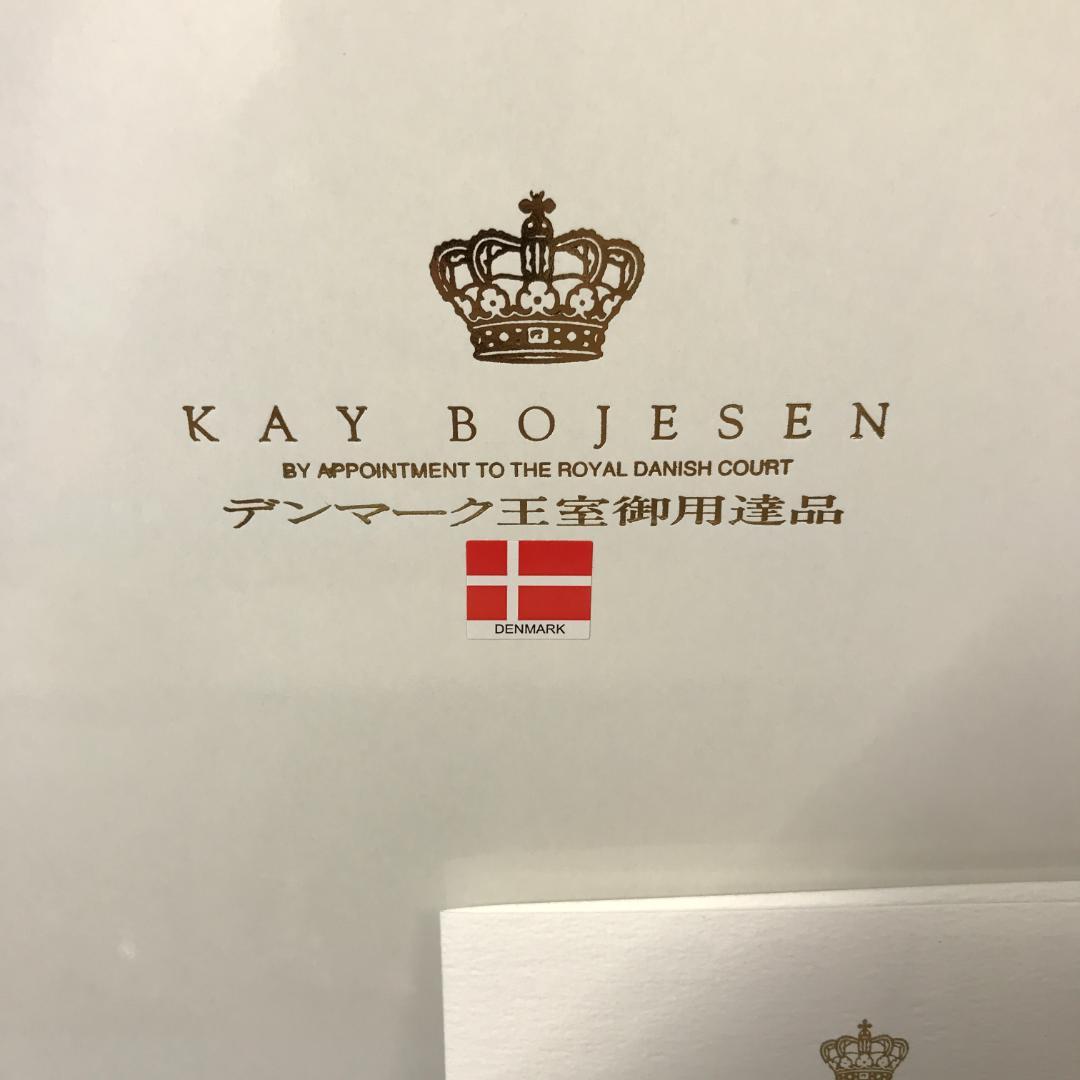 KAY BOJESEN
BY APPOINTMENT TO THE ROYAL DANISH COURT
デンマーク王室御用達品
DENMARK